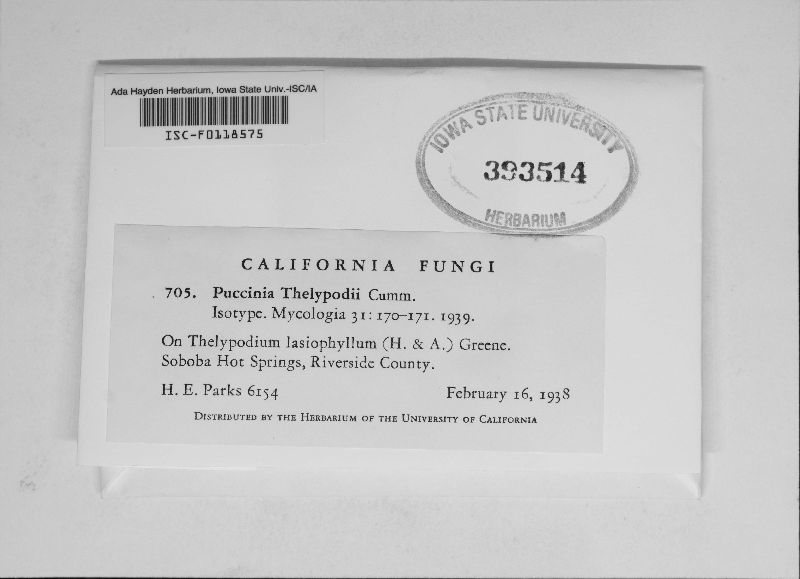 Ada Hayden Herbarium, Iowa State Univ.-ISC/IA
ISC-F0118575
IOWA STATE UNIVERSITY
393514
HERBARIUM
CALIFORNIA FUNGI
705. Puccinia Thelypodii Cumm.
Isotype. Mycologia 31: 170–171. 1939.
On Thelypodium lasiophyllum (H. & A.) Greene.
Soboba Hot Springs, Riverside County.
H. E. Parks 6154 February 16, 1938
Distributed by the Herbarium of the University of California